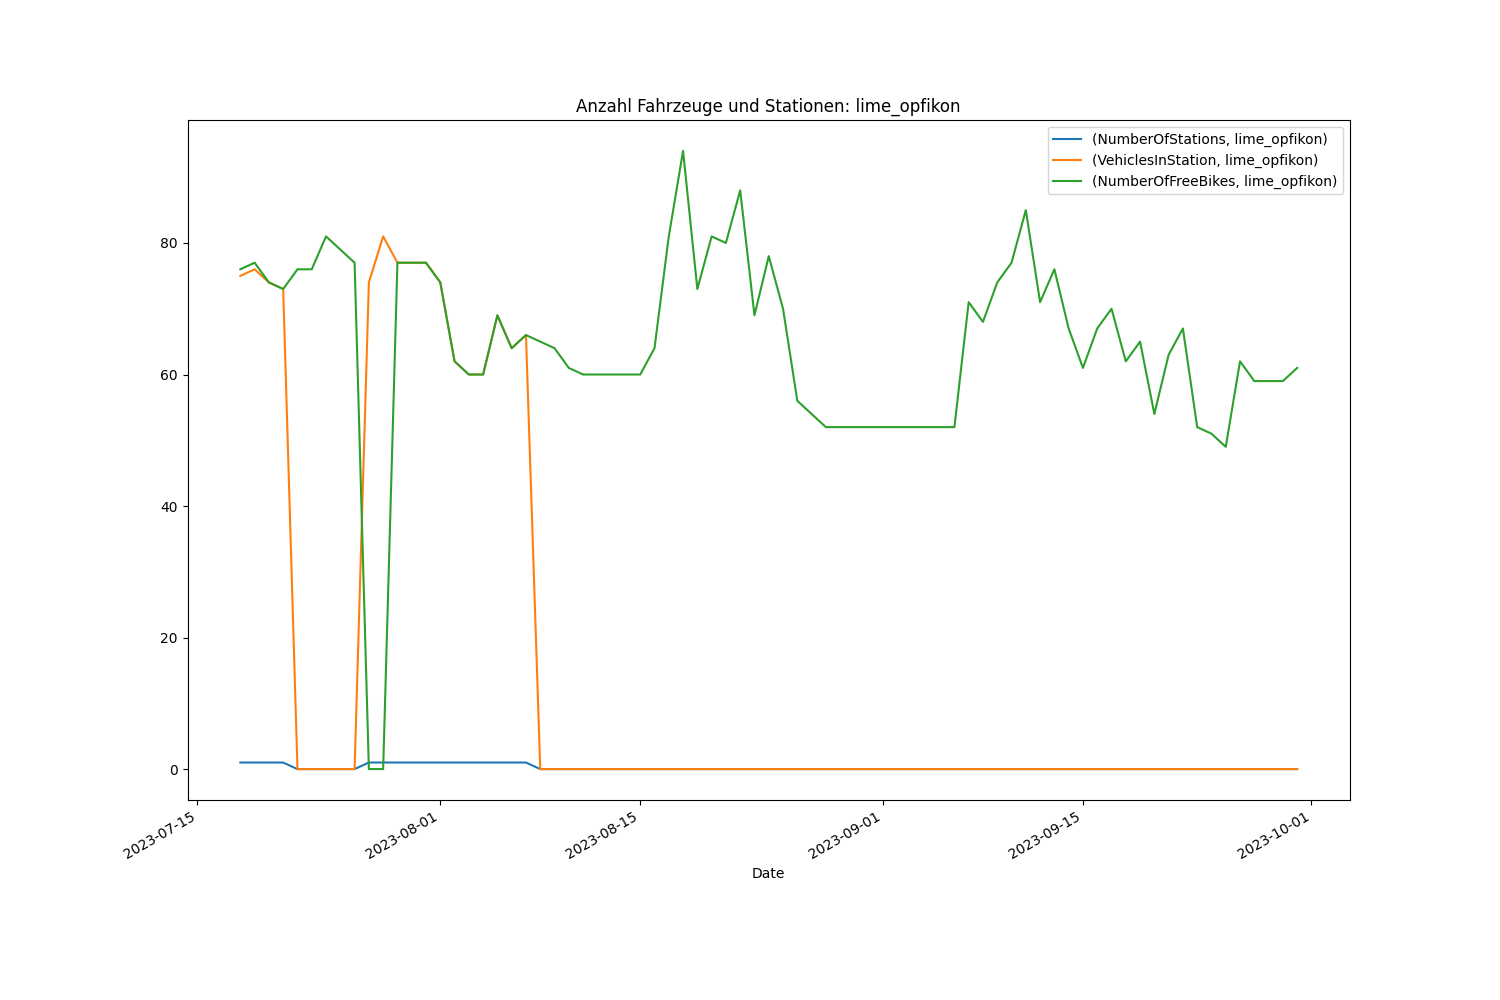 Anzahl Fahrzeuge und Stationen: lime_opfikon
(NumberOfStations, lime_opfikon)
(VehiclesInStation, lime_opfikon)
(NumberOfFreeBikes, lime_opfikon)
80
60
40
20
0
2023-07-15
2023-08-01
2023-08-15
2023-09-01
2023-09-15
2023-10-01
Date